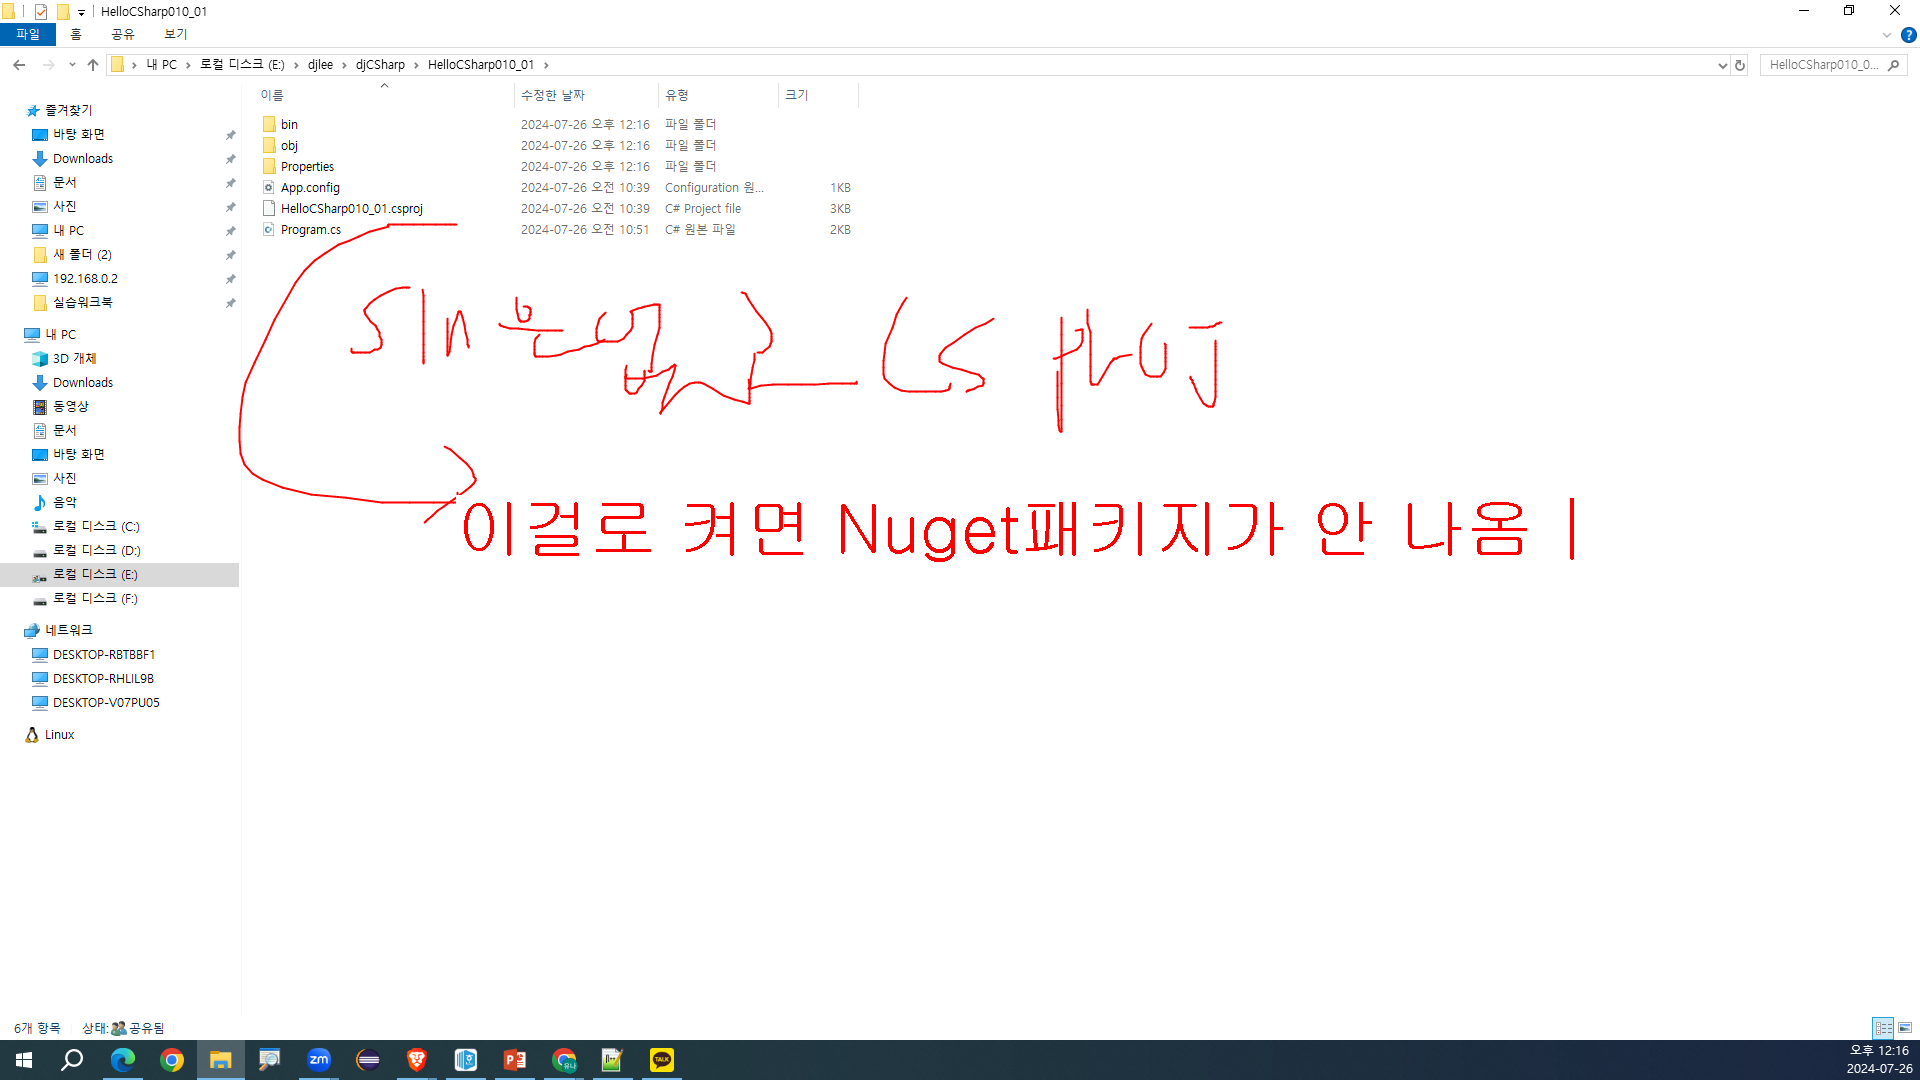 HelloCSharp010_01
파일 홈 공유 보기
내 PC 로컬 디스크 (E:) djlee djCSharp HelloCSharp010_01
HelloCSharp010_0...
이름 수정한 날짜 유형 크기
bin 2024-07-26 오후 12:16 파일 폴더
obj 2024-07-26 오후 12:16 파일 폴더
Properties 2024-07-26 오후 12:16 파일 폴더
App.config 2024-07-26 오전 10:39 Configuration 원... 1KB
HelloCSharp010_01.csproj 2024-07-26 오전 10:39 C# Project file 3KB
Program.cs 2024-07-26 오전 10:51 C# 원본 파일 2KB
즐겨찾기
바탕 화면
Downloads
문서
사진
내 PC
새 폴더 (2)
192.168.0.2
실습워크북
내 PC
3D 개체
Downloads
동영상
문서
바탕 화면
사진
음악
로컬 디스크 (C:)
로컬 디스크 (D:)
로컬 디스크 (E:)
로컬 디스크 (F:)
네트워크
DESKTOP-RBTBBF1
DESKTOP-RHLIL9B
DESKTOP-V07PU05
Linux
sln은 없고 cs proj
이걸로 켜면 Nuget패키지가 안 나옴
6개 항목 상태: 공유됨
zm
유나
TALK
오후 12:16
2024-07-26